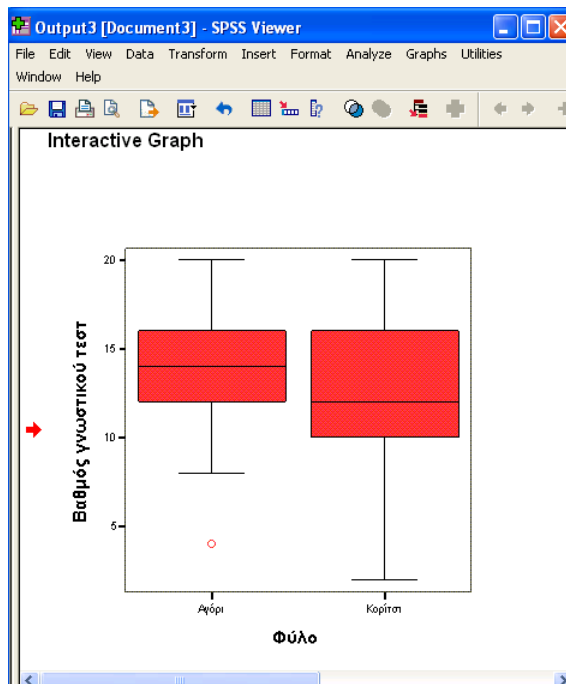 Output3 [Document3] - SPSS Viewer
File Edit View Data Transform Insert Format Analyze Graphs Utilities
Window Help
Interactive Graph
20
15
10
5
Βαθμός γνωστικού τεστ
Αγόρι Κορίτσι
Φύλο